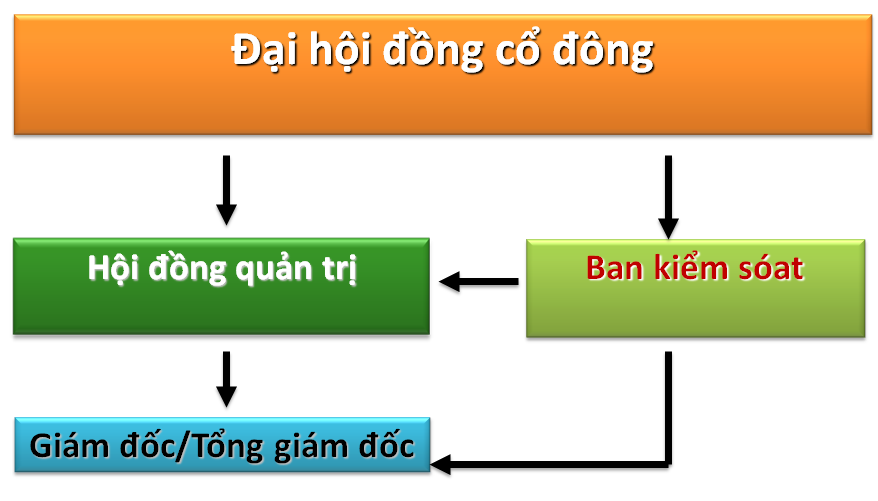 Đại hội đồng cổ đông
Hội đồng quản trị
Ban kiểm sóat
Giám đốc/Tổng giám đốc